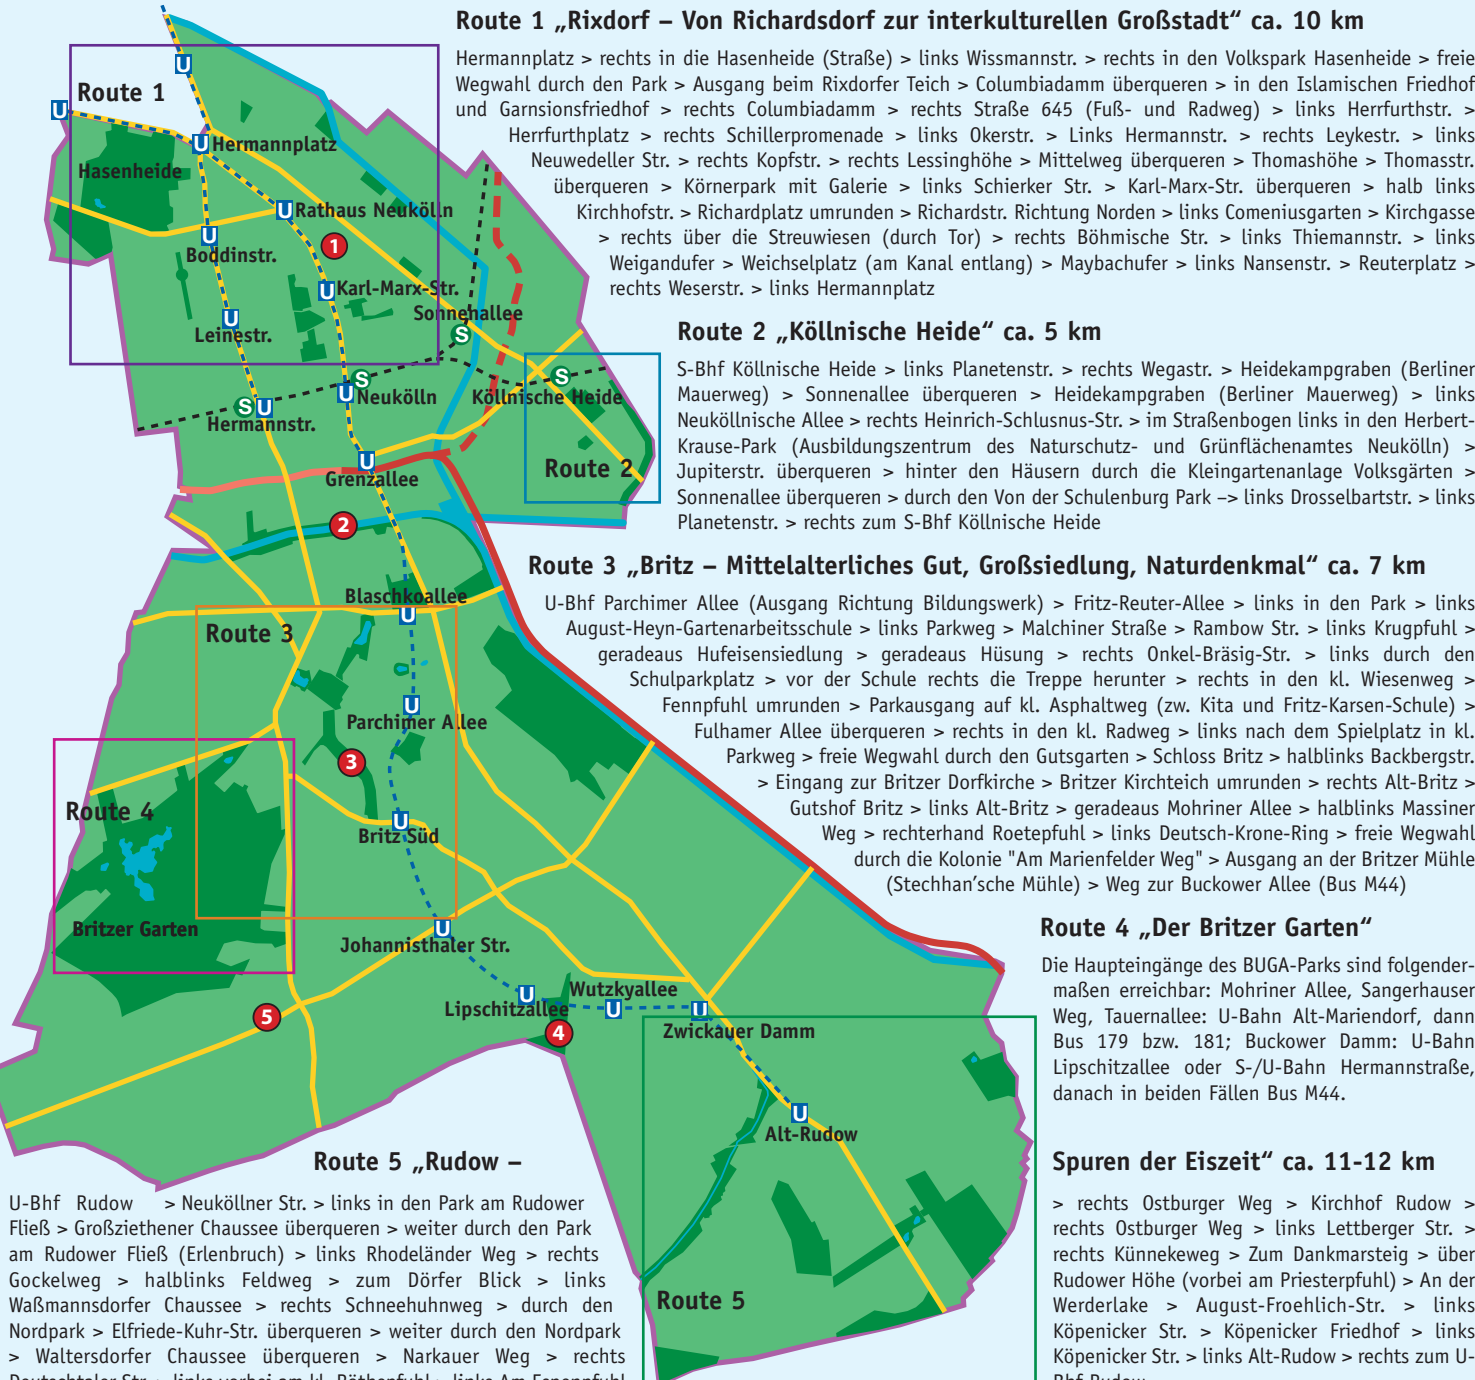 Route 1 „Rixdorf – Von Richardsdorf zur interkulturellen Großstadt“ ca. 10 km
Hermannplatz > rechts in die Hasenheide (Straße) > links Wissmannstr. > rechts in den Volkspark Hasenheide > freie
Wegwahl durch den Park > Ausgang beim Rixdorfer Teich > Columbiadamm überqueren > in den Islamischen Friedhof
und Garnsionsfriedhof > rechts Columbiadamm > rechts Straße 645 (Fuß- und Radweg) > links Herrfurthstr. >
Herrfurthplatz > rechts Schillerpromende > links Okerstr. > Links Hermannstr. > rechts Leykestr. > links
Neuwedeller Str. > rechts Kopfstr. > rechts Lessinghöhe > Mittelweg überqueren > Thomashöhe > Thomasstr.
überqueren > Körnerpark mit Galerie > links Schierker Str. > Karl-Marx-Str. überqueren > halb links
Kirchhofstr. > Richardplatz umrunden > Richardstr. Richtung Norden > links Comeniusgarten > Kirchgasse
> rechts über die Streuwiesen (durch Tor) > rechts Böhmische Str. > links Thiemannstr. > links
Weigandufer > Weichselplatz (am Kanal entlang) > Maybachufer > links Nansenstr. > Reuterplatz >
rechts Weserstr. > links Hermannplatz
Route 2 „Köllnische Heide“ ca. 5 km
S-Bhf Köllnische Heide > links Planetenstr. > rechts Wegastr. > Heidekampgraben (Berliner
Mauerweg) > Sonnenallee überqueren > Heidekampgraben (Berliner Mauerweg) > links
Neuköllnische Allee > rechts Heinrich-Schlusnus-Str. > im Straßenbogen links in den Herbert-
Krause-Park (Ausbildungszentrum des Naturschutz- und Grünflächenamtes Neukölln) >
Jupiterstr. überqueren > hinter den Häusern durch die Kleingartenanlage Volksgärten >
Sonnenallee überqueren > durch den Von der Schulenburg Park –> links Drosselbartstr. > links
Planetenstr. > rechts zum S-Bhf Köllnische Heide
Route 3 „Britz – Mittelalterliches Gut, Großsiedlung, Naturdenkmal“ ca. 7 km
U-Bhf Parchimer Allee (Ausgang Richtung Bildungswerk) > Fritz-Reuter-Allee > links in den Park > links
August-Heyn-Gartenarbeitsschule > links Parkweg > Malchiner Straße > Rambow Str. > links Krugpfuhl >
geradeaus Hufeisensiedlung > geradeaus Hüsung > rechts Onkel-Bräsig-Str. > links durch den
Schulparkplatz > vor der Schule rechts die Treppe herunter > rechts in den kl. Wiesenweg >
Fennpfuhl umrunden > Parkausgang auf kl. Asphaltweg (zw. Kita und Fritz-Karsen-Schule) >
Fulhamer Allee überqueren > rechts in den kl. Radweg > links nach dem Spielplatz in kl.
Parkweg > freie Wegwahl durch den Gutsgarten > Schloss Britz > halblinks Backbergstr.
> Eingang zur Britzer Dorfkirche > Britzer Kirchteich umrunden > rechts Alt-Britz >
Gutshof Britz > links Alt-Britz > geradeaus Mohriner Allee > halblinks Massiner
Weg > rechterhand Roetepfuhl > links Deutsch-Krone-Ring > freie Wegwahl
durch die Kolonie "Am Marienfelder Weg" > Ausgang an der Britzer Mühle
(Stechhan’sche Mühle) > Weg zur Buckower Allee (Bus M44)
Route 4 „Der Britzer Garten“
Die Haupteingänge des BUGA-Parks sind folgender-
maßen erreichbar: Mohriner Allee, Sangerhauser
Weg, Tauernallee: U-Bahn Alt-Mariendorf, dann
Bus 179 bzw. 181; Buckower Damm: U-Bahn
Lipschitzallee oder S-/U-Bahn Hermannstraße,
danach in beiden Fällen Bus M44.
Route 5 „Rudow – Spuren der Eiszeit“ ca. 11-12 km
U-Bhf Rudow > Neuköllner Str. > links in den Park am Rudower
Fließ > Großziethener Chaussee überqueren > weiter durch den Park
am Rudower Fließ (Erlenbruch) > links Rhodeländer Weg > rechts
Gockelweg > halblinks Feldweg > zum Dörfer Blick > links
Waßmannsdorfer Chaussee > rechts Schneehuhnweg > durch den
Nordpark > Elfriede-Kuhr-Str. überqueren > weiter durch den Nordpark
> Waltersdorfer Chaussee überqueren > Narkauer Weg > rechts
> rechts Ostburger Weg > Kirchhof Rudow >
rechts Ostburger Weg > links Lettberger Str. >
rechts Künnekeweg > Zum Dankmarsteig > über
Rudower Höhe (vorbei am Priesterpfuhl) > An der
Werderlake > August-Froehlich-Str. > links
Köpenicker Str. > Köpenicker Friedhof > links
Köpenicker Str. > links Alt-Rudow > rechts zum U-
Bhf Rudow
U
Route 1
U
U Hermannplatz
Hasenheide
U Rathaus Neukölln
U
Boddinstr.
1
U Karl-Marx-Str.
Sonnenallee
S
U
Leinestr.
S
U Neukölln
S
Köllnische Heide
S U
Hermannstr.
Route 2
U
Grenzallee
2
Blaschkoallee
U
Route 3
U
Parchimer Allee
3
Route 4
U
Britz Süd
Britzer Garten
U
Johannisthaler Str.
5
U
Lipschitzallee
Wutzkyallee
U
4
U
Zwickauer Damm
U
Alt-Rudow
Route 5